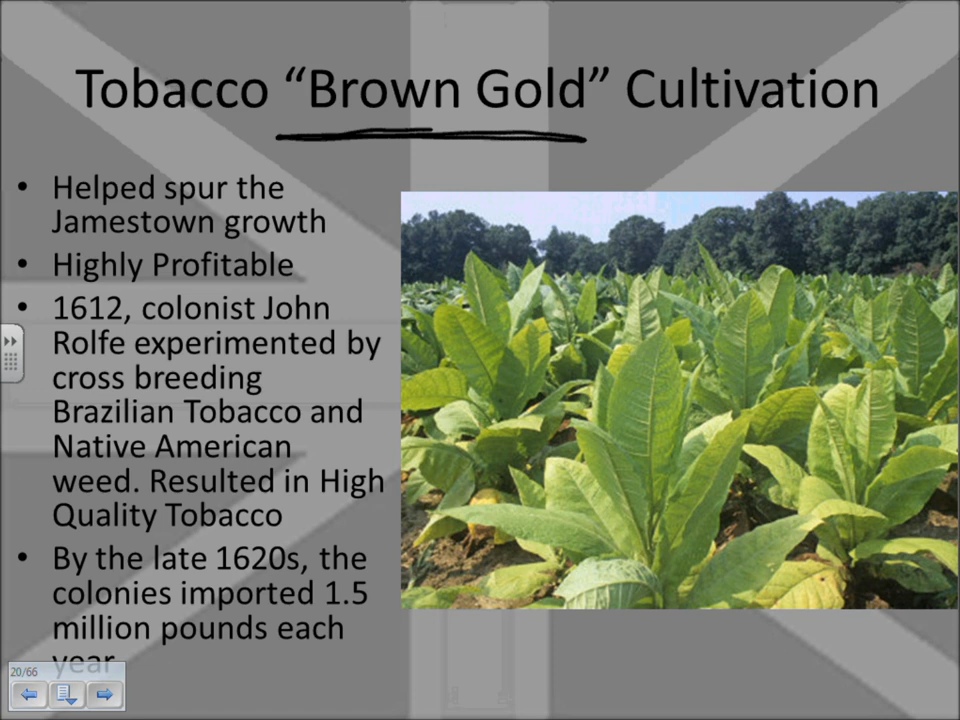 Tobacco “Brown Gold” Cultivation
• Helped spur the
Jamestown growth
• Highly Profitable
• 1612, colonist John
Rolfe experimented by
cross breeding
Brazilian Tobacco and
Native American
weed. Resulted in High
Quality Tobacco
• By the late 1620s, the
colonies imported 1.5
million pounds each
year
20/66